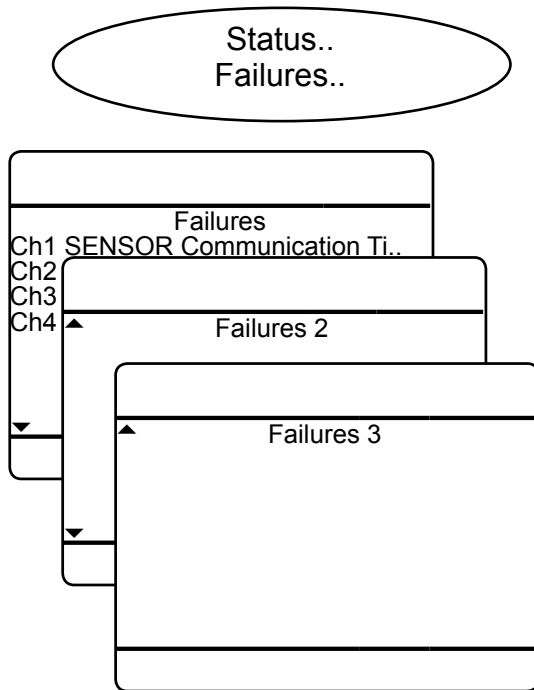 Status..
Failures..
Failures
Ch1 SENSOR Communication Ti..
Ch2
Ch3
Ch4
Failures 2
Failures 3